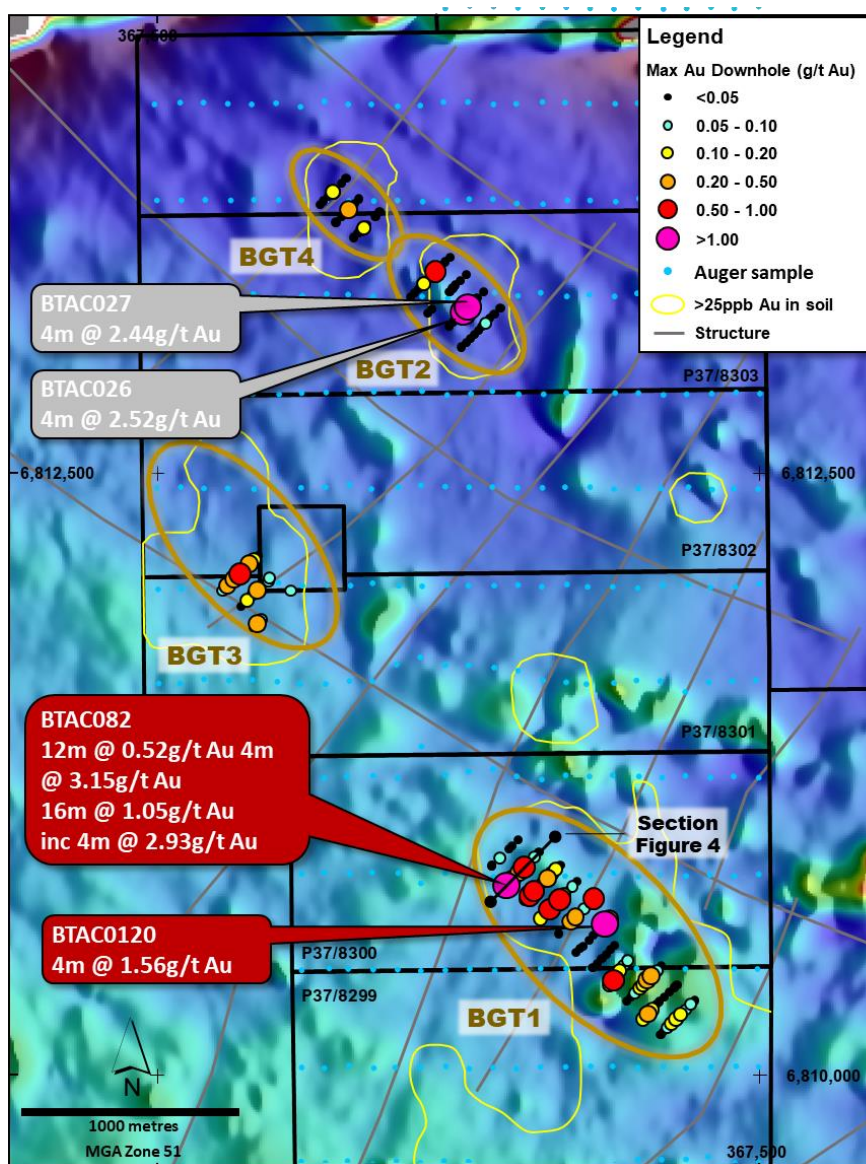 367,500
Legend
Max Au Downhole (g/t Au)
<0.05
0.05 - 0.10
0.10 - 0.20
0.20 - 0.50
0.50 - 1.00
>1.00
Auger sample
>25ppb Au in soil
Structure
BGT4
BTAC027
4m @ 2.44g/t Au
BGT2
BTAC026
4m @ 2.52g/t Au
P37/8303
6,812,500
6,812,500
P37/8302
BGT3
BTAC082
12m @ 0.52g/t Au 4m
@ 3.15g/t Au
16m @ 1.05g/t Au
inc 4m @ 2.93g/t Au
P37/8301
Section
Figure 4
BTAC0120
4m @ 1.56g/t Au
P37/8300
P37/8299
BGT1
N
6,810,000
1000 metres
MGA Zone 51
367,500